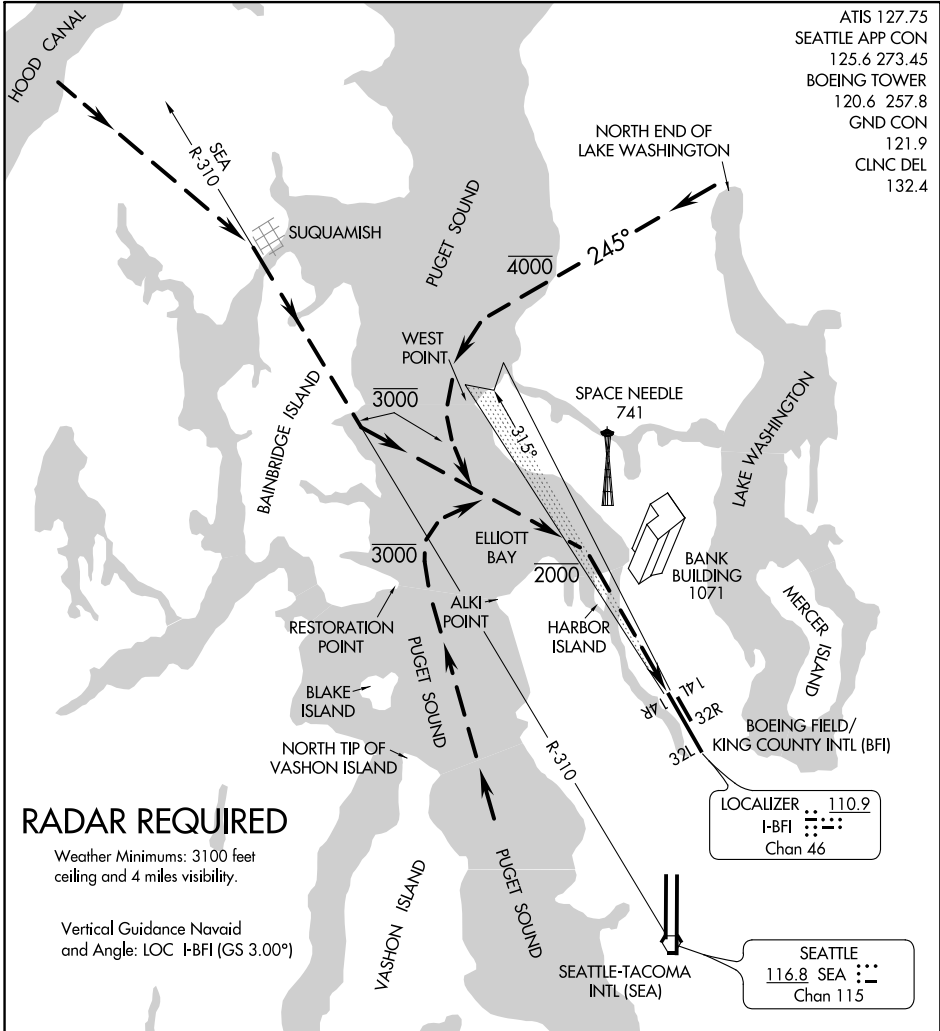 ATIS 127.75
SEATTLE APP CON
125.6 273.45
BOEING TOWER
120.6 257.8
GND CON
121.9
CLNC DEL
132.4
HOOD CANAL
SEA
R-310
NORTH END OF
LAKE WASHINGTON
SUQUAMISH
PUGET SOUND
245°
4000
WEST
POINT
SPACE NEEDLE
741
3000
315°
BAINBRIDGE ISLAND
LAKE WASHINGTON
ELLIOTT
BAY
3000
2000
BANK
BUILDING
1071
ALKI
POINT
HARBOR
ISLAND
RESTORATION
POINT
MERCER
ISLAND
PUGET SOUND
BLAKE
ISLAND
14L
14R
32R
32L
BOEING FIELD/
KING COUNTY INTL (BFI)
NORTH TIP OF
VASHON ISLAND
R-310
LOCALIZER 110.9
I-BFI
Chan 46
RADAR REQUIRED
Weather Minimums: 3100 feet
ceiling and 4 miles visibility.
PUGET SOUND
VASHON ISLAND
Vertical Guidance Navaid
and Angle: LOC I-BFI (GS 3.00°)
SEATTLE-TACOMA
INTL (SEA)
SEATTLE
116.8 SEA
Chan 115